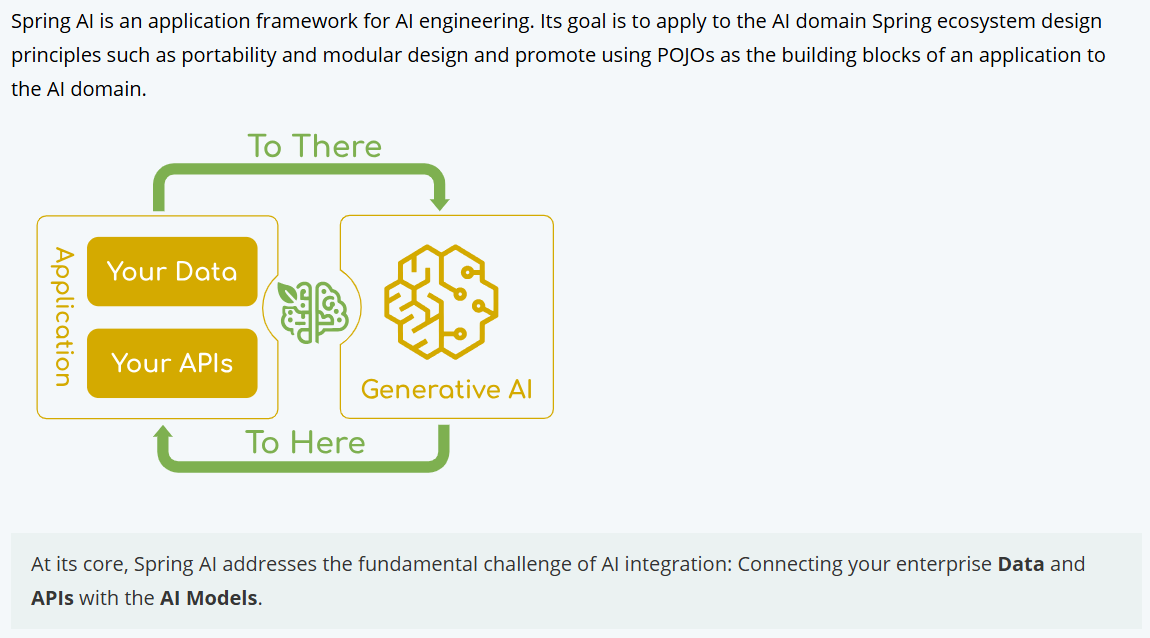 Spring AI is an application framework for AI engineering. Its goal is to apply to the AI domain Spring ecosystem design
principles such as portability and modular design and promote using POJOs as the building blocks of an application to
the AI domain.
To There
Application
Your Data
Your APIs
Generative AI
To Here
At its core, Spring AI addresses the fundamental challenge of AI integration: Connecting your enterprise Data and
APIs with the AI Models.